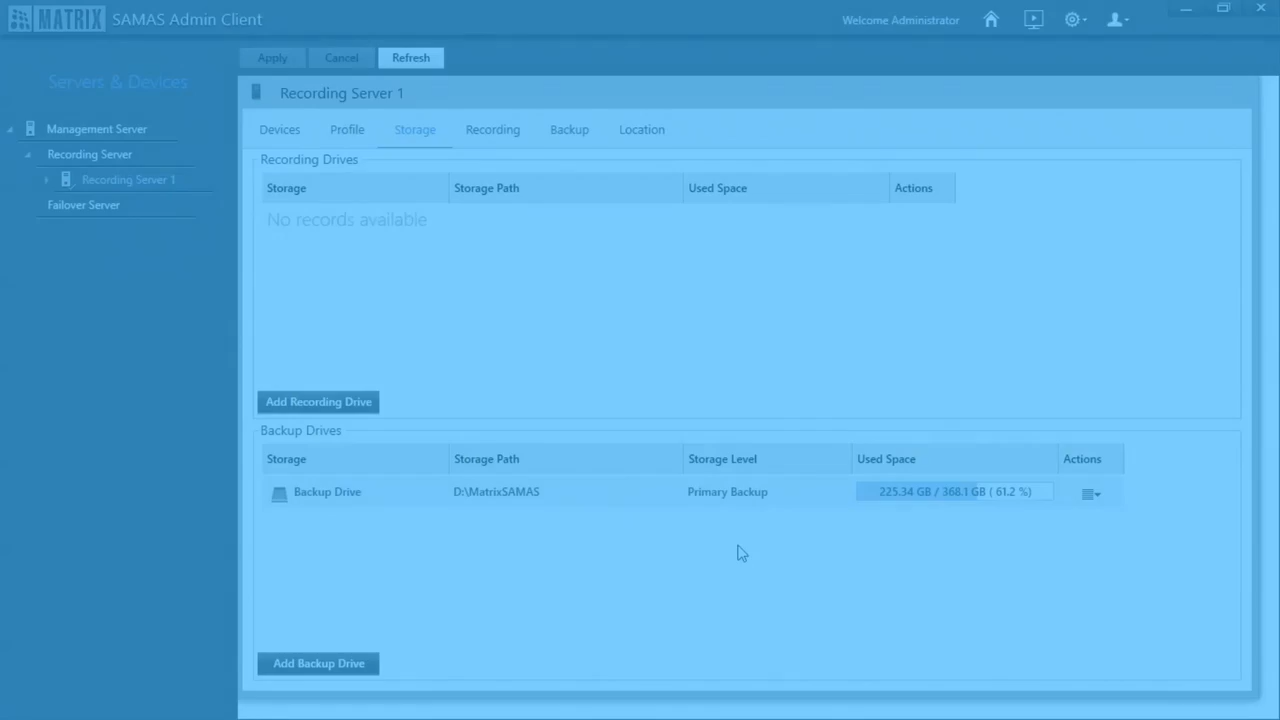 MATRIX SAMAS Admin Client
Welcome Administrator
Apply Cancel Refresh
Servers & Devices
Management Server
Recording Server
Recording Server 1
Failover Server
Recording Server 1
Devices Profile Storage Recording Backup Location
Recording Drives
Storage Storage Path Used Space Actions
No records available
Add Recording Drive
Backup Drives
Storage Storage Path Storage Level Used Space Actions
Backup Drive D:\MatrixSAMAS Primary Backup 225.34 GB / 368.1 GB ( 61.2 %)
Add Backup Drive